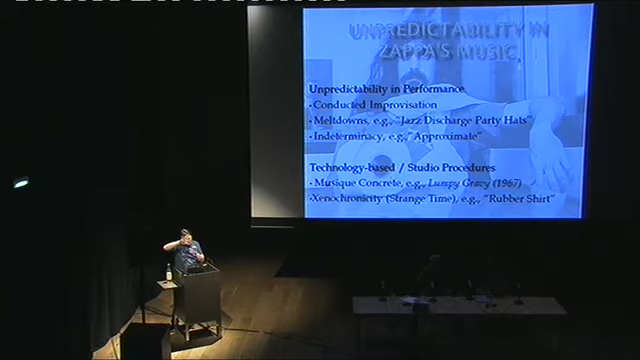 UNPREDICTABILITY IN
ZAPPA'S MUSIC
Unpredictability in Performance
• Conducted Improvisation
• Meltdowns, e.g., “Jazz Discharge Party Hats”
• Indeterminacy, e.g., “Approximate”
Technology-based / Studio Procedures
• Musique Concrete, e.g., Lumpy Gravy (1967)
• Xenochronicity (Strange Time), e.g., “Rubber Shirt”